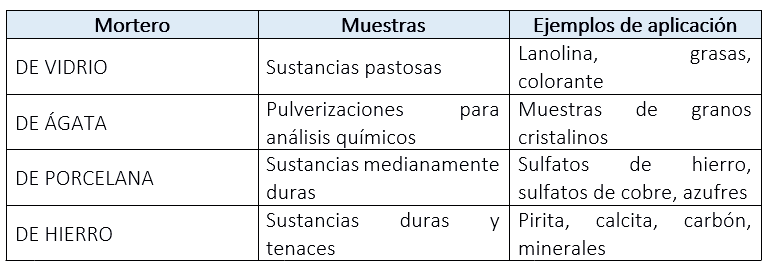 Mortero Muestras Ejemplos de aplicación
DE VIDRIO
Sustancias pastosas
Lanolina, grasas,
colorante
DE ÁGATA
Pulverizaciones para
análisis químicos
Muestras de granos
cristalinos
DE PORCELANA
Sustancias medianamente
duras
Sulfatos de hierro,
sulfatos de cobre, azufres
DE HIERRO
Sustancias duras y
tenaces
Pirita, calcita, carbón,
minerales